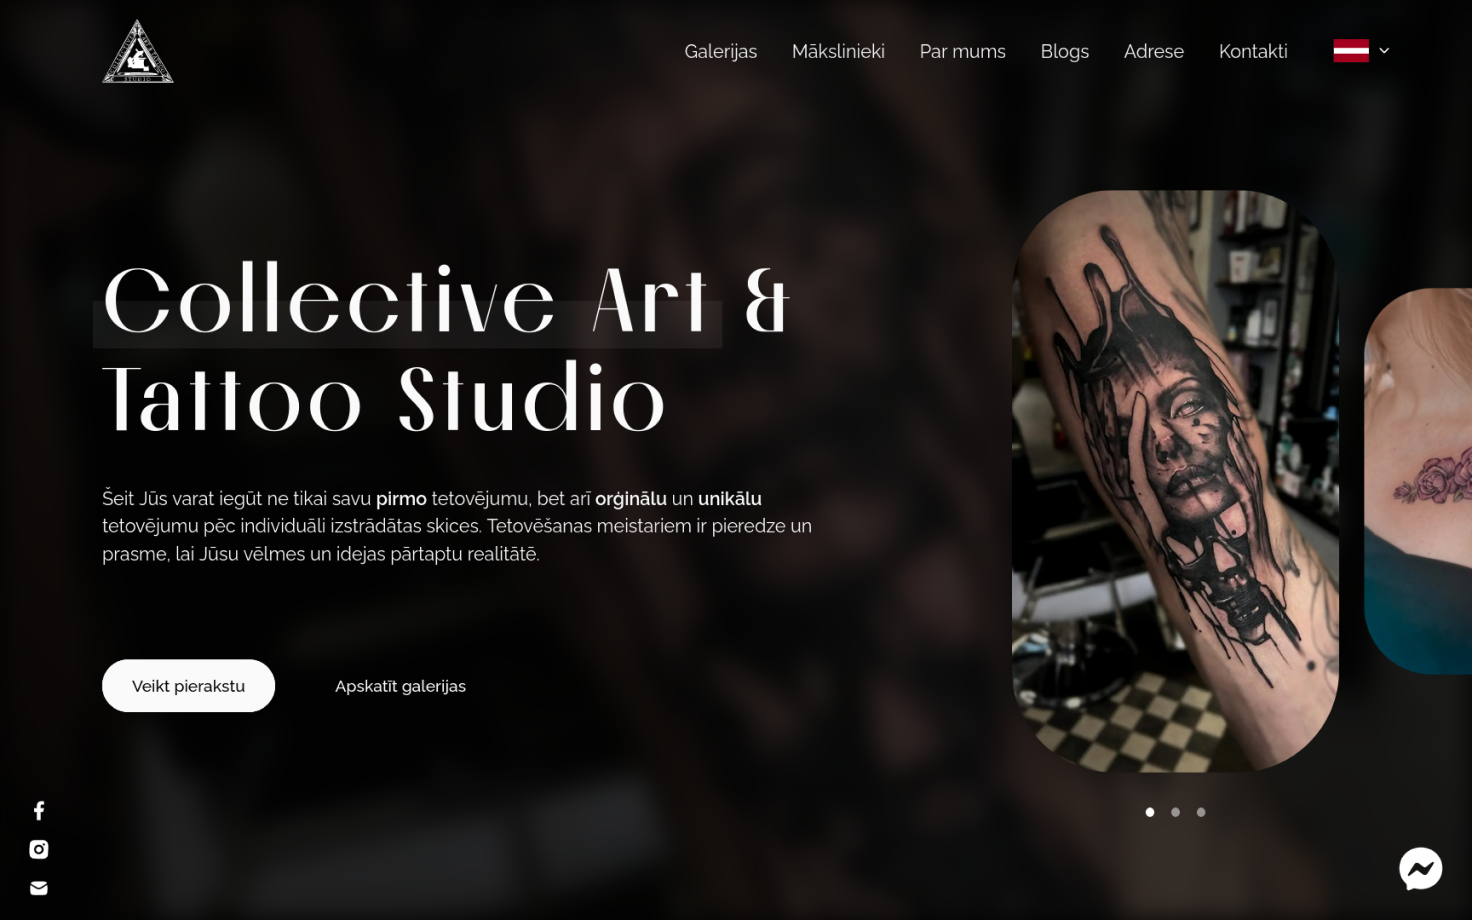 Galerijas Mākslinieki Par mums Blogs Adrese Kontakti
Collective Art &
Tattoo Studio
Šeit Jūs varat iegūt ne tikai savu pirmo tetovējumu, bet arī orģinālu un unikālu
tetovējumu pēc individuāli izstrādātas skices. Tetovēšanas meistariem ir pieredze un
prasme, lai Jūsu vēlmes un idejas pārtaptu realitātē.
Veikt pierakstu Apskatīt galerijas